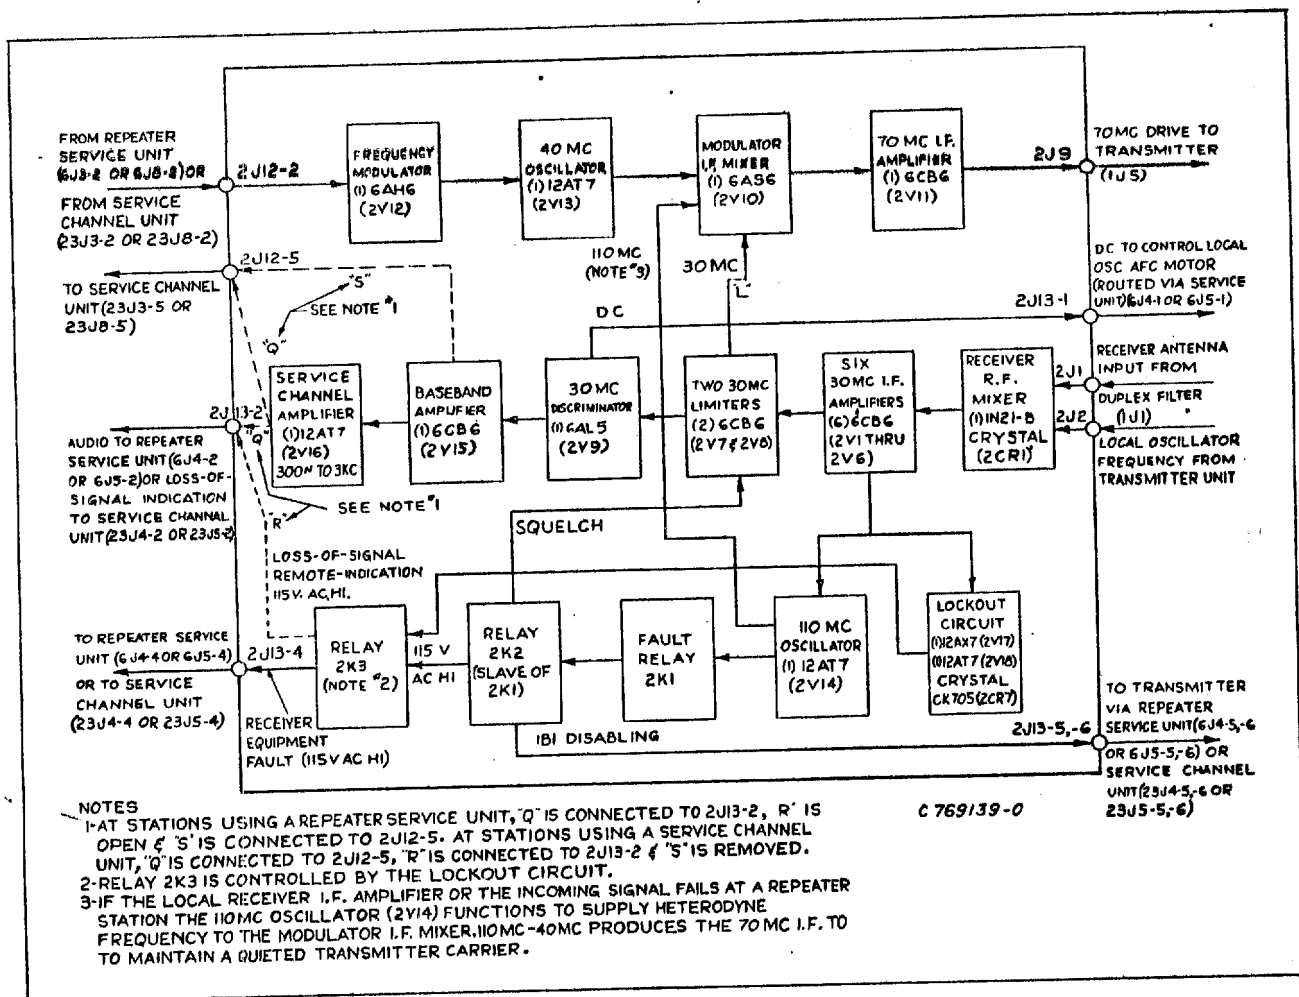 FROM REPEATER
SERVICE UNIT
(6J3-2 OR 6J8-2) OR
FROM SERVICE
CHANNEL UNIT
(23J3-2 OR 23J8-2)
2J12-2
FREQUENCY
MODULATOR
(1) 6AH6
(2V12)
40 MC
OSCILLATOR
(1) 12AT7
(2V13)
MODULATOR
I.F. MIXER
(1) 6AS6
(2V10)
70 MC I.F.
AMPLIFIER
(1) 6CB6
(2V11)
2J9
70 MC DRIVE TO
TRANSMITTER
(1J5)
2J12-5
TO SERVICE CHANNEL
UNIT (23J3-5 OR
23J8-5)
"S"
SEE NOTE #1
"Q"
110 MC
(NOTE #3)
30 MC
"L"
DC
2J13-1
DC TO CONTROL LOCAL
OSC AFC MOTOR
(ROUTED VIA SERVICE
UNIT)(6J4-1 OR 6J5-1)
SERVICE
CHANNEL
AMPLIFIER
(1)12AT7
(2V16)
300~ TO 3KC
BASEBAND
AMPLIFIER
(1) 6CB6
(2V15)
30 MC
DISCRIMINATOR
(1) 6AL5
(2V9)
TWO 30MC
LIMITERS
(2) 6CB6
(2V7 & 2V8)
SIX
30 MC I.F.
AMPLIFIERS
(6) 6CB6
(2V1 THRU
2V6)
RECEIVER
R.F.
MIXER
(1) IN21-B
CRYSTAL
(2CR1)
2J1
RECEIVER ANTENNA
INPUT FROM
DUPLEX FILTER
(1J1)
2J2
LOCAL OSCILLATOR
FREQUENCY FROM
TRANSMITTER UNIT
2J13-2
"Q"
AUDIO TO REPEATER
SERVICE UNIT (6J4-2
OR 6J5-2) OR LOSS-OF-
SIGNAL INDICATION
TO SERVICE CHANNEL
UNIT (23J4-2 OR 23J5-2)
"R"
SEE NOTE #1
SQUELCH
LOSS-OF-SIGNAL
REMOTE-INDICATION
115 V. AC, HI.
TO REPEATER SERVICE
UNIT (6J4-4 OR 6J5-4)
OR TO SERVICE
CHANNEL UNIT
(23J4-4 OR 23J5-4)
2J13-4
RECEIVER
EQUIPMENT
FAULT (115V AC HI)
RELAY
2K3
(NOTE #2)
115 V
AC HI
RELAY
2K2
(SLAVE OF
2K1)
FAULT
RELAY
2K1
110 MC
OSCILLATOR
(1) 12AT7
(2V14)
LOCKOUT
CIRCUIT
(1)12AX7 (2V17)
(1)12AT7 (2V18)
CRYSTAL
CK705(2CR7)
IBI DISABLING
2J13-5,-6
TO TRANSMITTER
VIA REPEATER
SERVICE UNIT(6J4-5,-6
OR 6J5-5,-6) OR
SERVICE CHANNEL
UNIT(23J4-5,-6 OR
23J5-5,-6)
NOTES
1-AT STATIONS USING A REPEATER SERVICE UNIT, "Q" IS CONNECTED TO 2J13-2, R" IS
OPEN & "S" IS CONNECTED TO 2J12-5. AT STATIONS USING A SERVICE CHANNEL
UNIT, "Q" IS CONNECTED TO 2J12-5, "R" IS CONNECTED TO 2J13-2 & "S" IS REMOVED.
2-RELAY 2K3 IS CONTROLLED BY THE LOCKOUT CIRCUIT.
3-IF THE LOCAL RECEIVER I.F. AMPLIFIER OR THE INCOMING SIGNAL FAILS AT A REPEATER
STATION THE 110 MC OSCILLATOR (2V14) FUNCTIONS TO SUPPLY HETERODYNE
FREQUENCY TO THE MODULATOR I.F. MIXER. 110MC-40MC PRODUCES THE 70 MC I.F. TO
TO MAINTAIN A QUIETED TRANSMITTER CARRIER.
C 769139-0